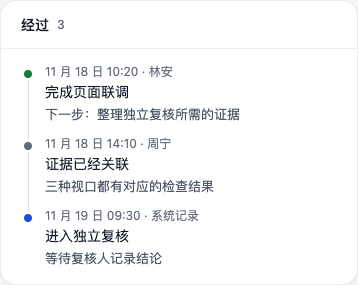 经过 3
11 月 18 日 10:20 · 林安
完成页面联调
下一步：整理独立复核所需的证据
11 月 18 日 14:10 · 周宁
证据已经关联
三种视口都有对应的检查结果
11 月 19 日 09:30 · 系统记录
进入独立复核
等待复核人记录结论